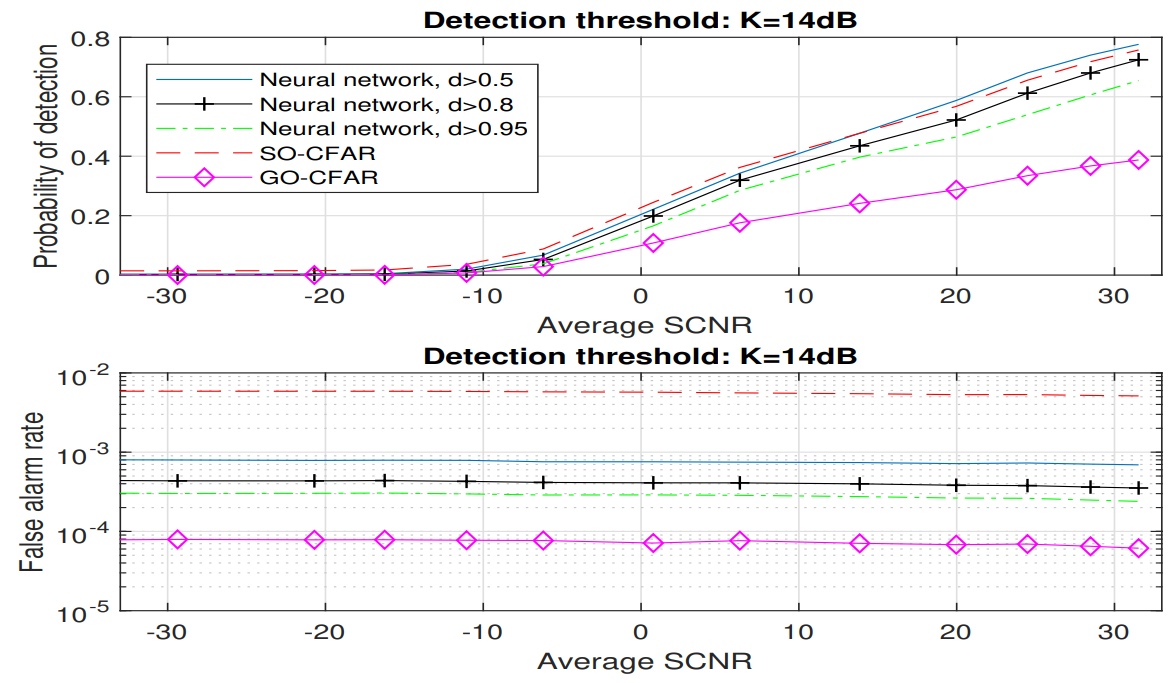 Detection threshold: K=14dB
Probability of detection
0.8
0.6
0.4
0.2
0
Neural network, d>0.5
Neural network, d>0.8
Neural network, d>0.95
SO-CFAR
GO-CFAR
-30 -20 -10 0 10 20 30
Average SCNR
Detection threshold: K=14dB
False alarm rate
10^-2
10^-3
10^-4
10^-5
-30 -20 -10 0 10 20 30
Average SCNR